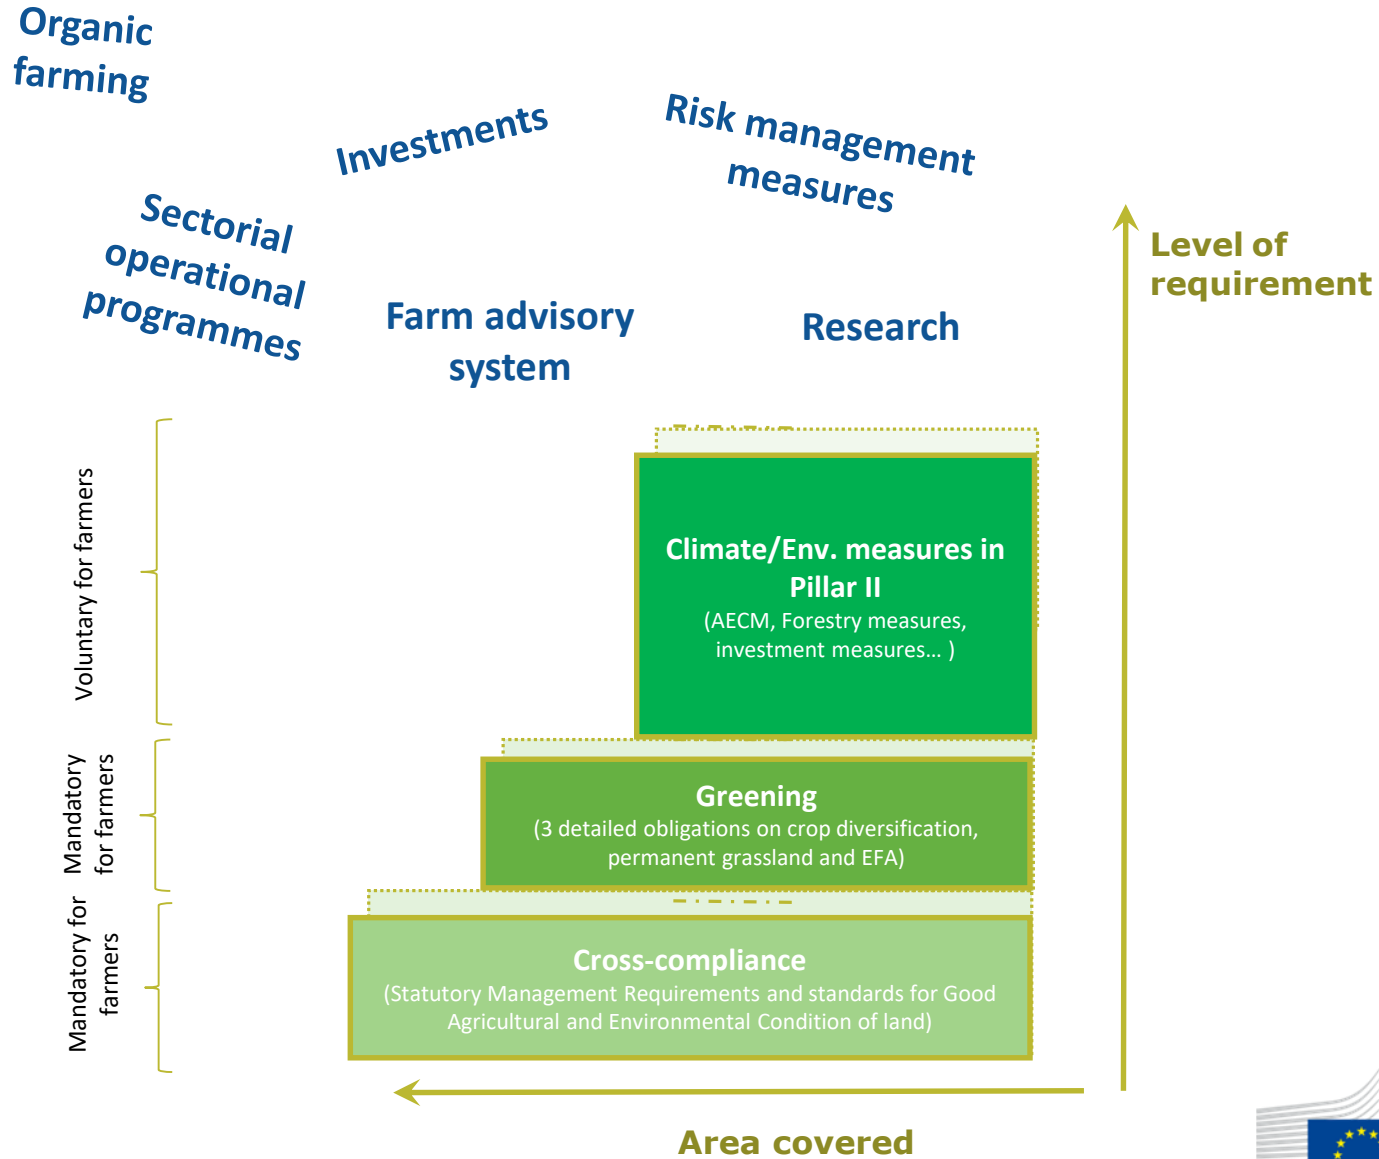 Organic
farming
Investments
Risk management
measures
Sectorial
operational
programmes
Level of
requirement
Farm advisory
system
Research
Voluntary for farmers
Climate/Env. measures in
Pillar II
(AECM, Forestry measures,
investment measures… )
Mandatory
for farmers
Greening
(3 detailed obligations on crop diversification,
permanent grassland and EFA)
Mandatory for
farmers
Cross-compliance
(Statutory Management Requirements and standards for Good
Agricultural and Environmental Condition of land)
Area covered